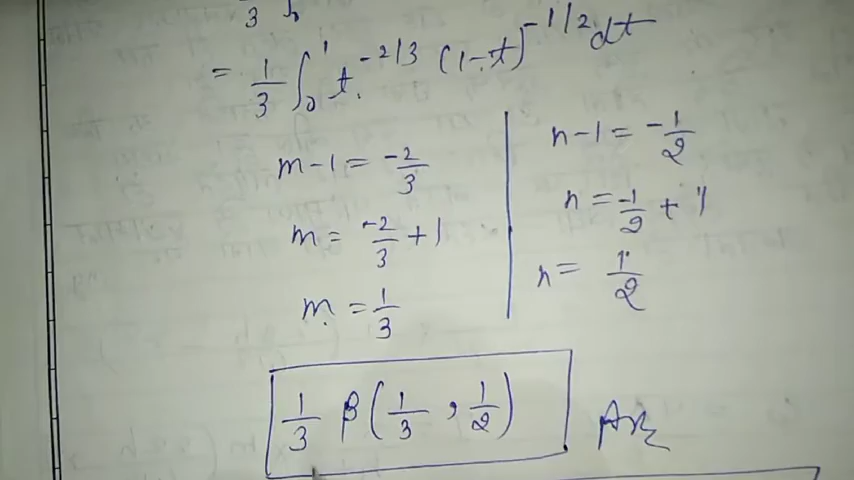 = 1/3 ∫₀¹ t^(-2/3) (1-t)^(-1/2) dt
m-1 = -2/3
m = -2/3 + 1
m = 1/3
n-1 = -1/2
n = -1/2 + 1
n = 1/2
1/3 β(1/3, 1/2) Ans